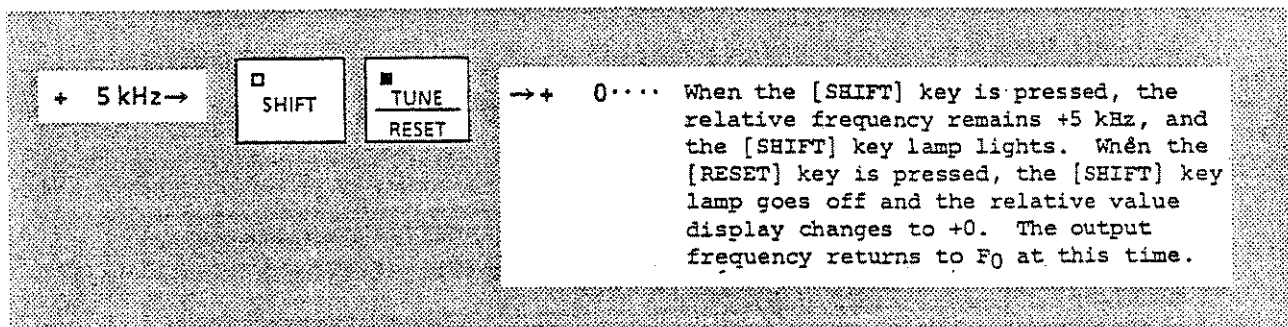 + 5 kHz→
SHIFT
TUNE
RESET
→+ 0····
When the [SHIFT] key is pressed, the
relative frequency remains +5 kHz, and
the [SHIFT] key lamp lights. When the
[RESET] key is pressed, the [SHIFT] key
lamp goes off and the relative value
display changes to +0. The output
frequency returns to F0 at this time.